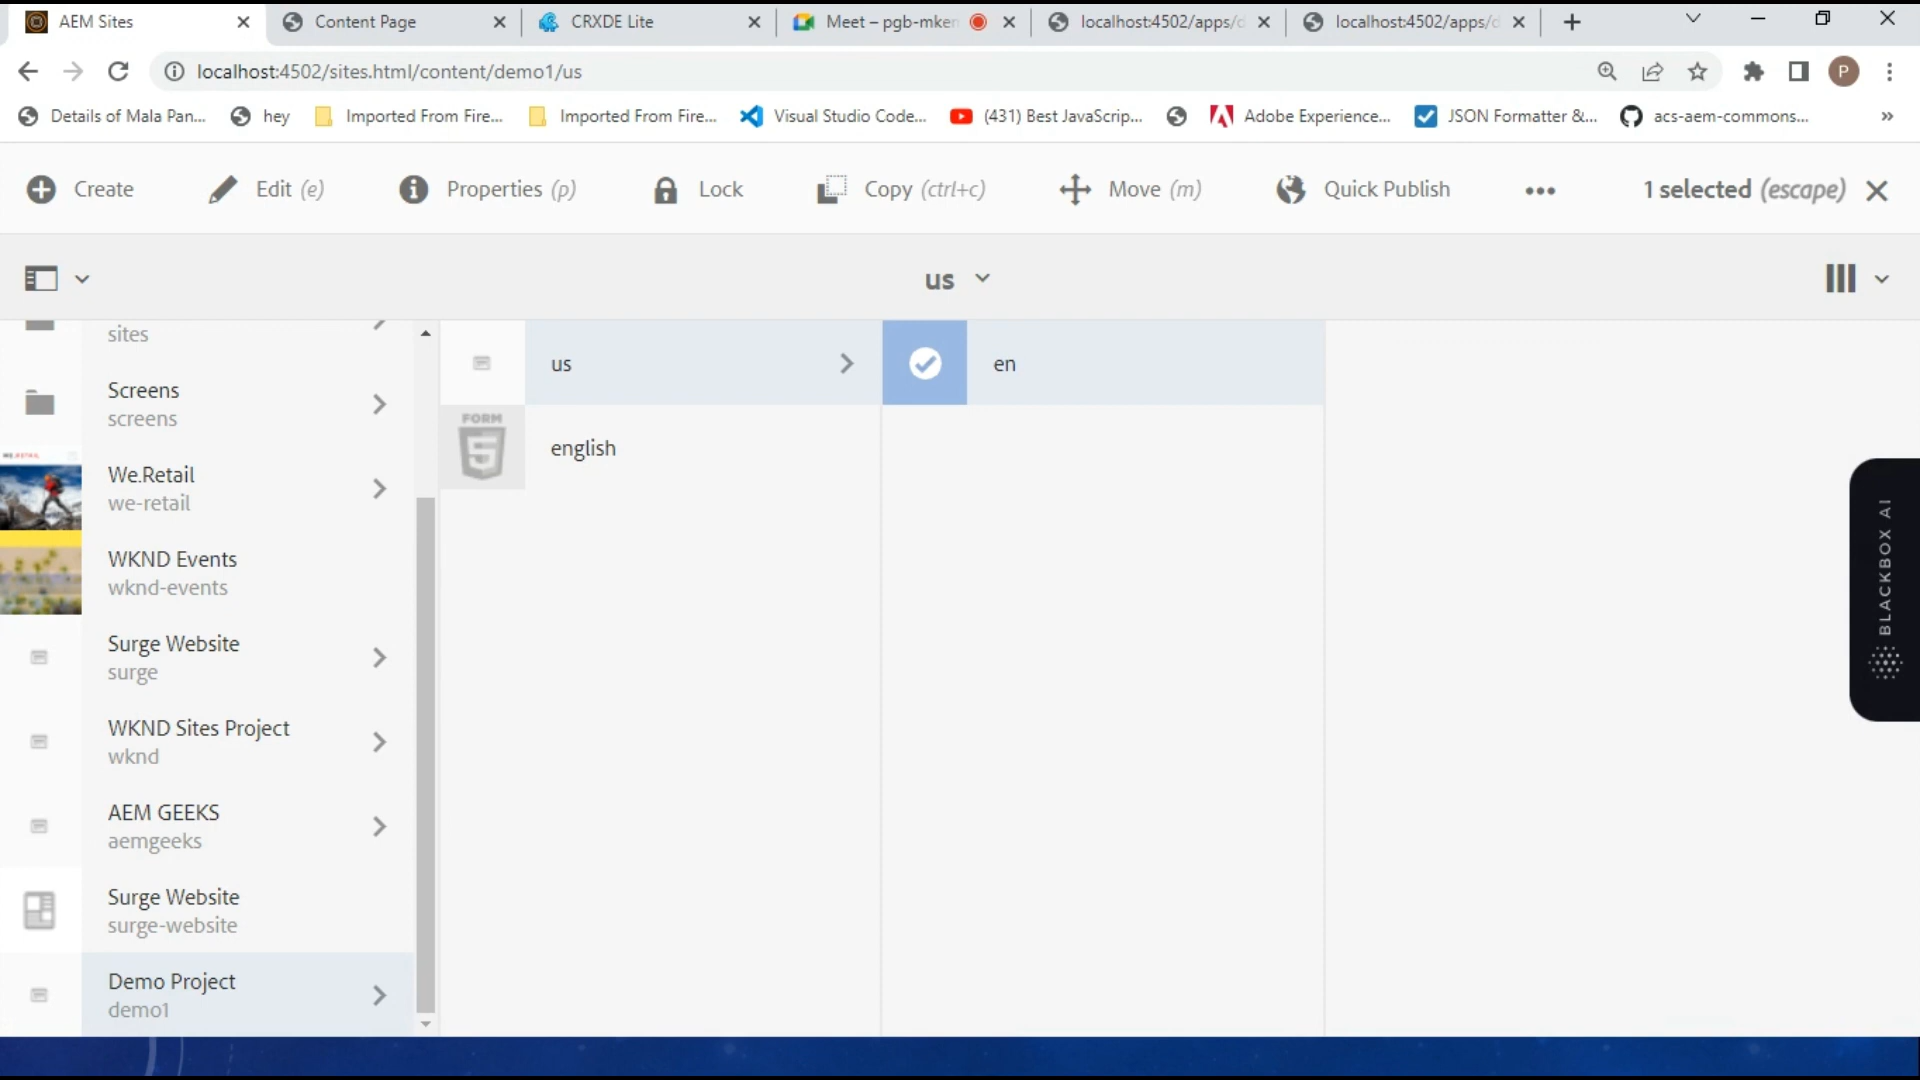 AEM Sites
Content Page
CRXDE Lite
Meet – pgb-mken
localhost:4502/apps/d
localhost:4502/apps/d
localhost:4502/sites.html/content/demo1/us
P
Details of Mala Pan...
hey
Imported From Fire...
Imported From Fire...
Visual Studio Code...
(431) Best JavaScrip...
Adobe Experience...
JSON Formatter &...
acs-aem-commons...
»
Create
Edit (e)
Properties (p)
Lock
Copy (ctrl+c)
Move (m)
Quick Publish
1 selected (escape)
us
sites
Screens
screens
We.Retail
we-retail
WKND Events
wknd-events
Surge Website
surge
WKND Sites Project
wknd
AEM GEEKS
aemgeeks
Surge Website
surge-website
Demo Project
demo1
us
FORM
5
english
en
BLACKBOX AI